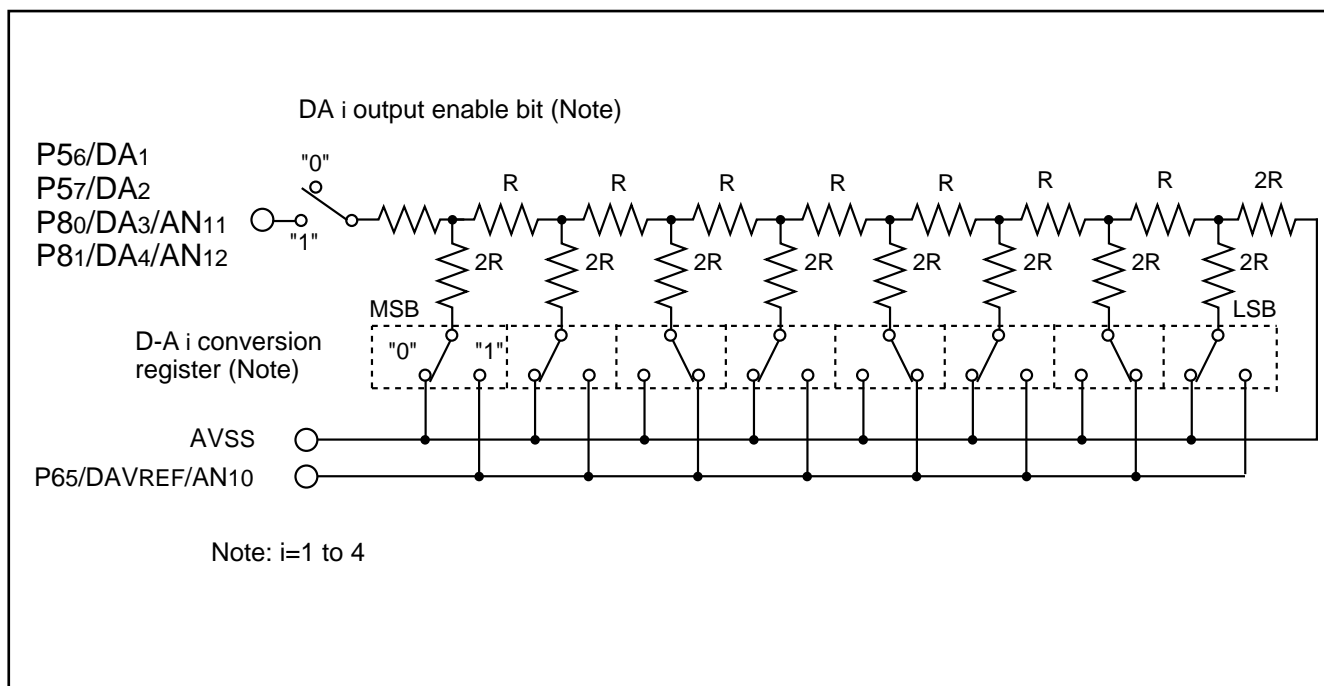 DA i output enable bit (Note)
P56/DA1
P57/DA2
P80/DA3/AN11
P81/DA4/AN12
"0"
"1"
R R R R R R R 2R
2R 2R 2R 2R 2R 2R 2R 2R
MSB
LSB
D-A i conversion
register (Note)
"0" "1"
AVSS
P65/DAVREF/AN10
Note: i=1 to 4